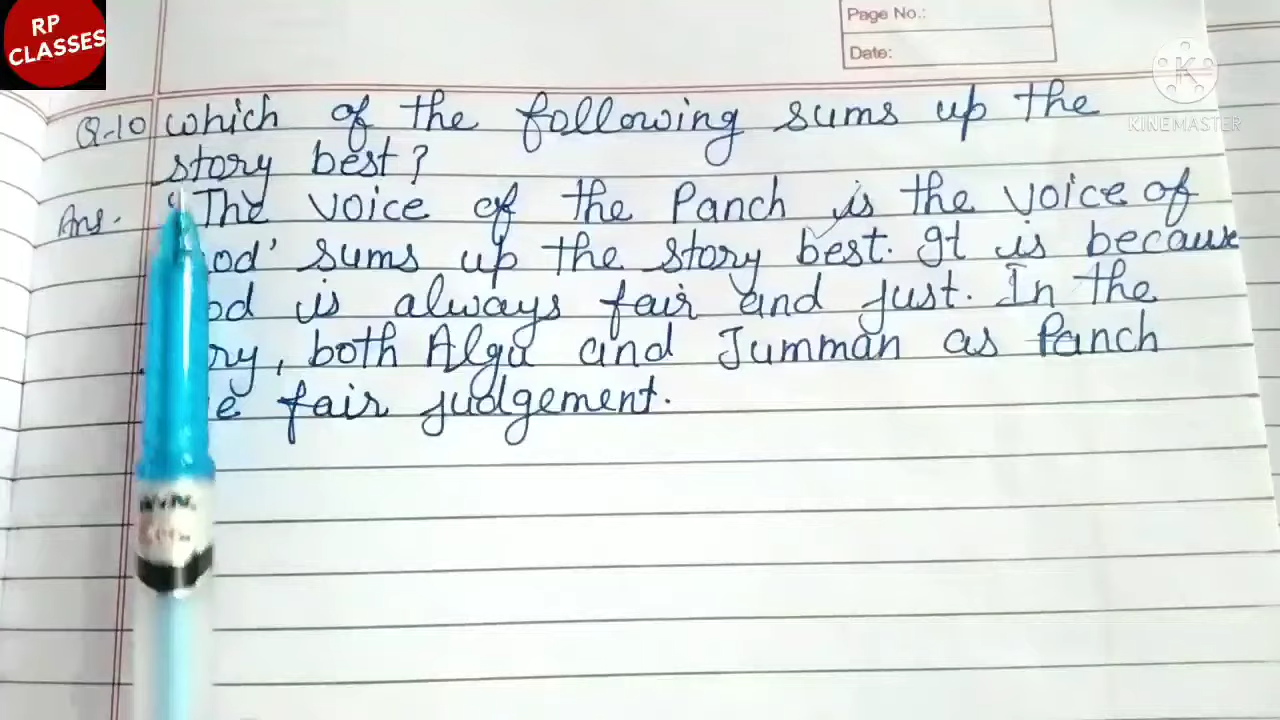 RP
CLASSES
Page No.:
Date:
K
KINEMASTER
Q.10 which of the following sums up the
story best?
Ans. 'The voice of the Panch is the voice of
od' sums up the story best. It is because
od is always fair and just. In the
ry, both Algu and Jumman as Panch
e fair judgement.